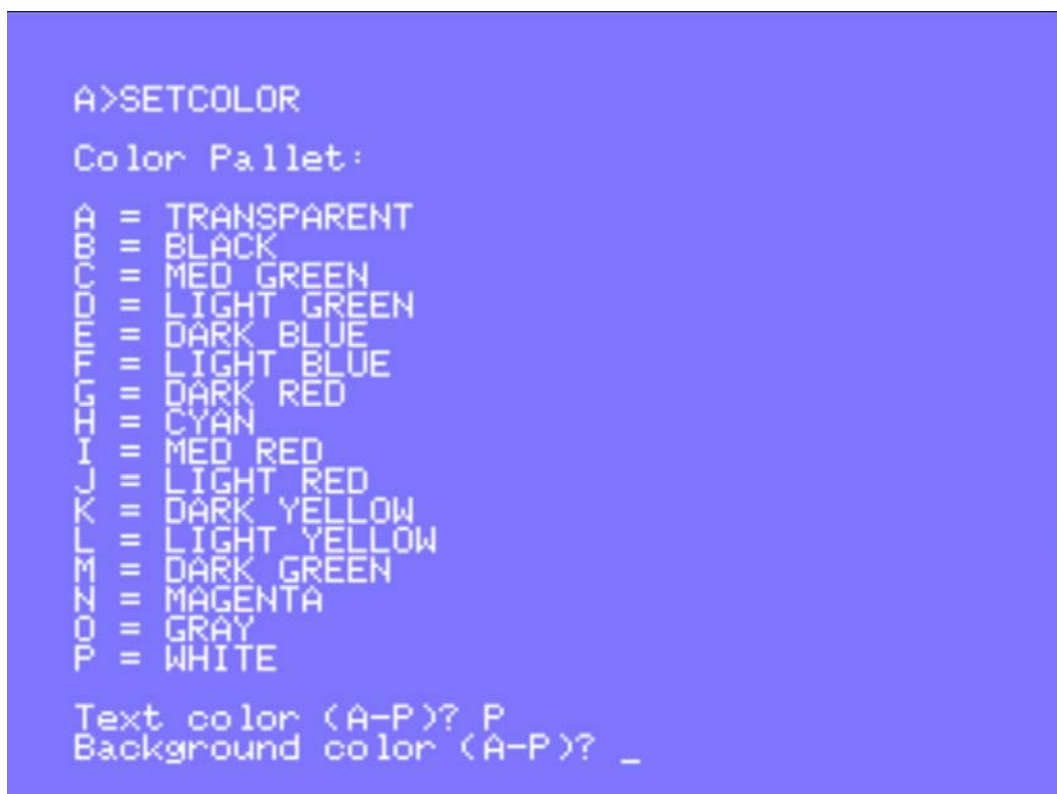 A>SETCOLOR
Color Pallet:
A = TRANSPARENT
B = BLACK
C = MED GREEN
D = LIGHT GREEN
E = DARK BLUE
F = LIGHT BLUE
G = DARK RED
H = CYAN
I = MED RED
J = LIGHT RED
K = DARK YELLOW
L = LIGHT YELLOW
M = DARK GREEN
N = MAGENTA
O = GRAY
P = WHITE
Text color (A-P)? P
Background color (A-P)? _